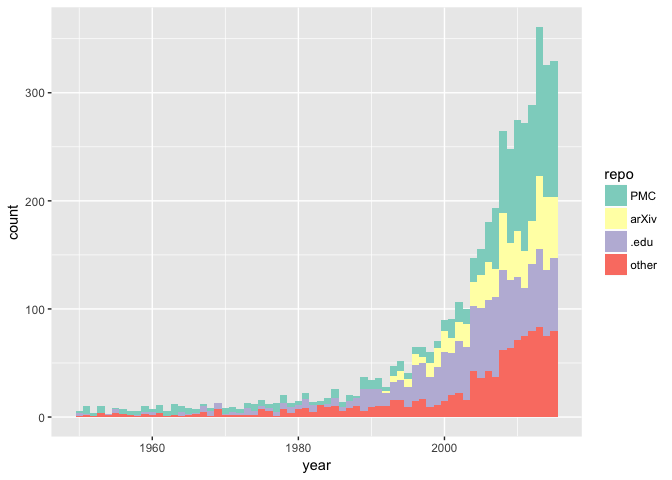 300
200
100
0
count
1960
1980
2000
year
repo
PMC
arXiv
.edu
other